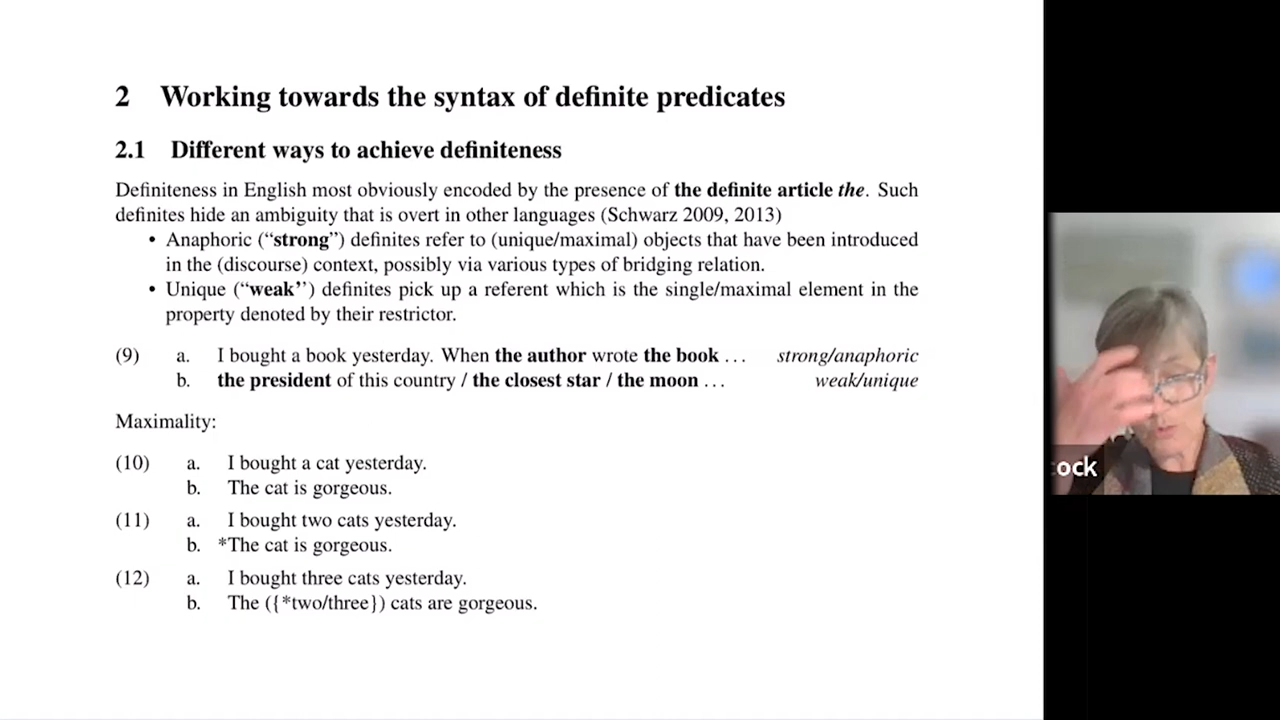 2 Working towards the syntax of definite predicates
2.1 Different ways to achieve definiteness
Definiteness in English most obviously encoded by the presence of the definite article the. Such
definites hide an ambiguity that is overt in other languages (Schwarz 2009, 2013)
• Anaphoric (“strong”) definites refer to (unique/maximal) objects that have been introduced
in the (discourse) context, possibly via various types of bridging relation.
• Unique (“weak’’) definites pick up a referent which is the single/maximal element in the
property denoted by their restrictor.
(9) a. I bought a book yesterday. When the author wrote the book ... strong/anaphoric
b. the president of this country / the closest star / the moon ... weak/unique
Maximality:
(10) a. I bought a cat yesterday.
b. The cat is gorgeous.
(11) a. I bought two cats yesterday.
b. *The cat is gorgeous.
(12) a. I bought three cats yesterday.
b. The ({*two/three}) cats are gorgeous.
ock